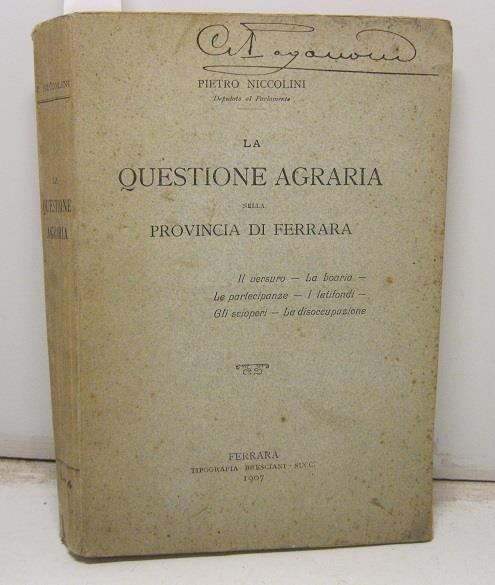 PIETRO NICCOLINI
Deputato al Parlamento
LA
QUESTIONE AGRARIA
NELLA
PROVINCIA DI FERRARA
Il versuro — La boaria —
Le partecipanze — I latifondi —
Gli scioperi — La disoccupazione
FERRARA
TIPOGRAFIA BRESCIANI - SUCC.
1907
NICCOLINI
LA
QUESTIONE
AGRARIA